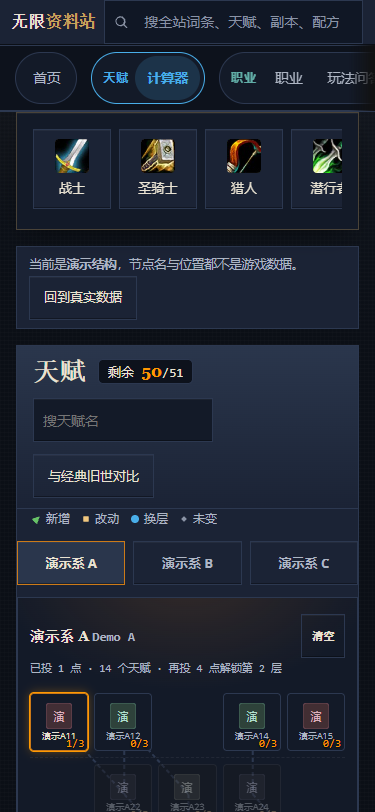 无限资料站
搜全站词条、天赋、副本、配方
首页 天赋 计算器 职业 职业 玩法问
战士 圣骑士 猎人 潜行者
当前是演示结构，节点名与位置都不是游戏数据。
回到真实数据
天赋 剩余 50/51
搜天赋名
与经典旧世对比
新增 改动 换层 未变
演示系 A 演示系 B 演示系 C
演示系 A Demo A
清空
已投 1 点 · 14 个天赋 · 再投 4 点解锁第 2 层
演 演 演 演
演示A11 演示A12 演示A14 演示A15
1/3 0/3 0/3 0/3
演 演 演
演示A22 演示A23 演示A24